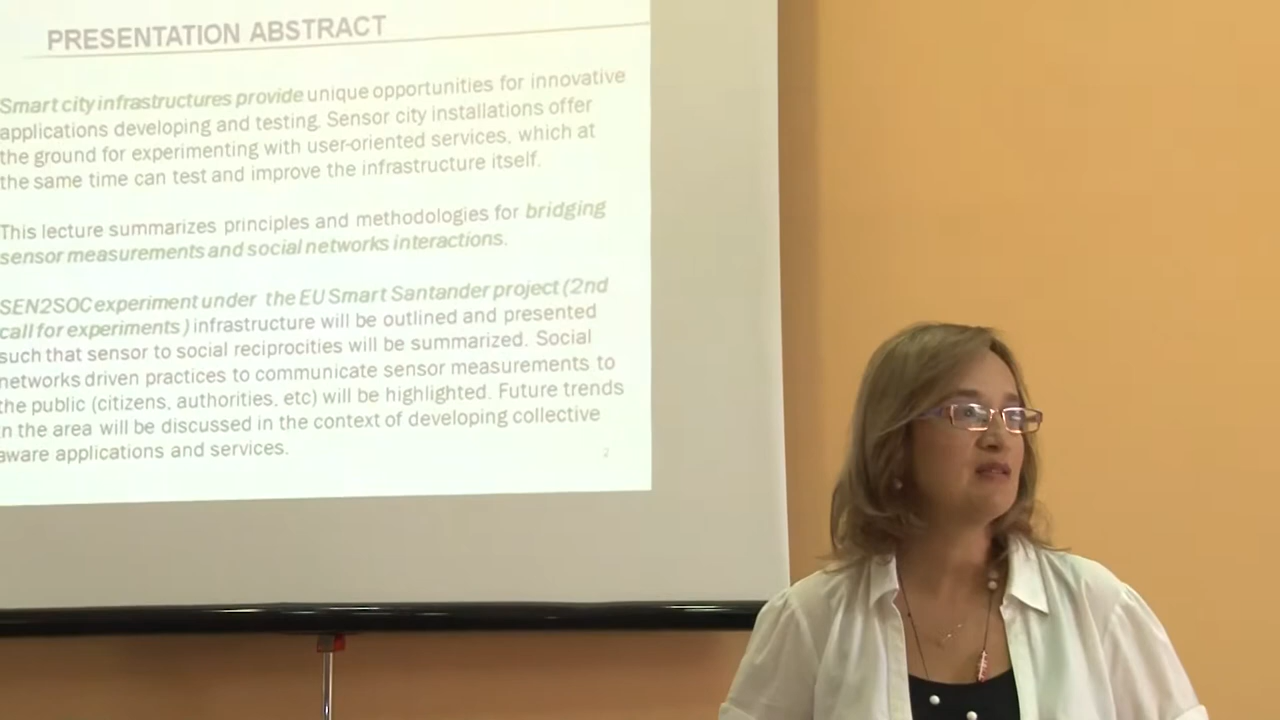 PRESENTATION ABSTRACT
Smart city infrastructures provide unique opportunities for innovative
applications developing and testing. Sensor city installations offer
the ground for experimenting with user-oriented services, which at
the same time can test and improve the infrastructure itself.
This lecture summarizes principles and methodologies for bridging
sensor measurements and social networks interactions.
SEN2SOC experiment under the EU Smart Santander project (2nd
call for experiments ) infrastructure will be outlined and presented
such that sensor to social reciprocities will be summarized. Social
networks driven practices to communicate sensor measurements to
the public (citizens, authorities, etc) will be highlighted. Future trends
in the area will be discussed in the context of developing collective
aware applications and services.
2